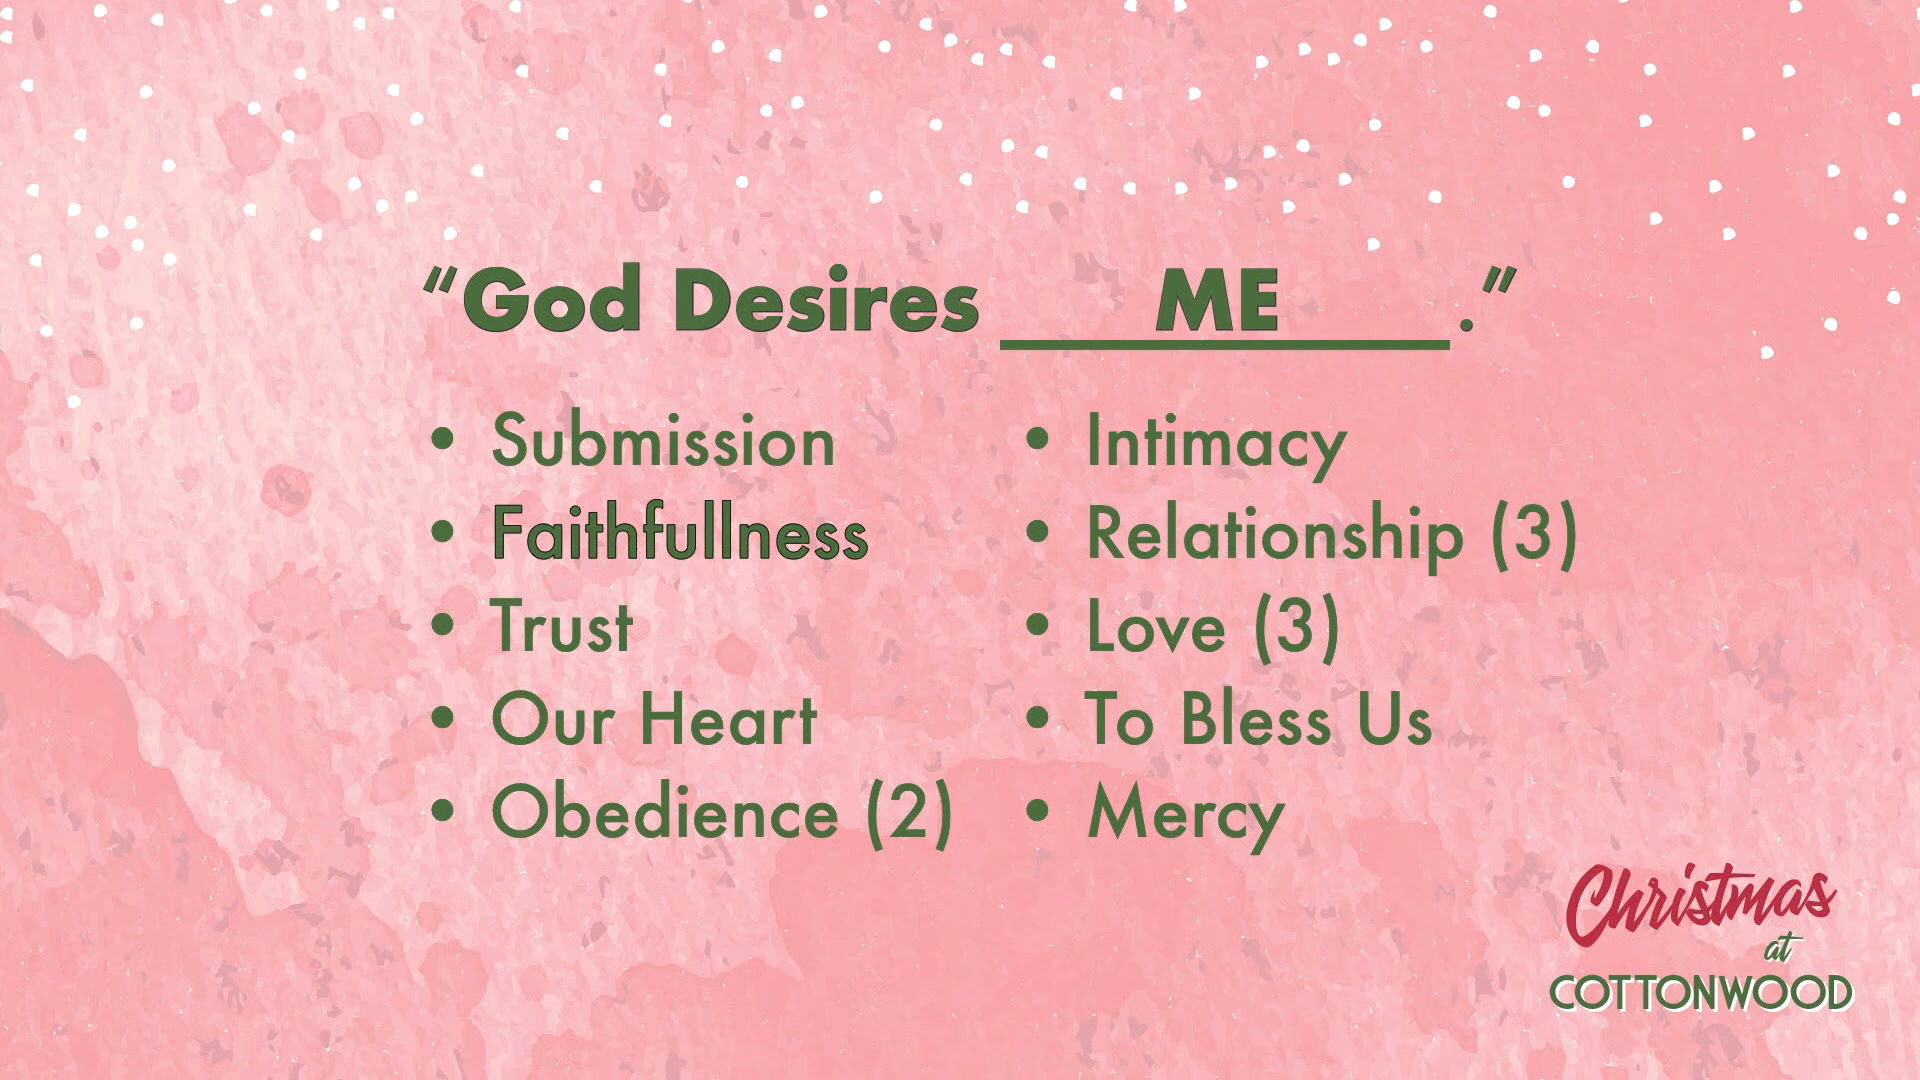 “God Desires ME .”
• Submission
• Faithfullness
• Trust
• Our Heart
• Obedience (2)
• Intimacy
• Relationship (3)
• Love (3)
• To Bless Us
• Mercy
Christmas
at
COTTONWOOD